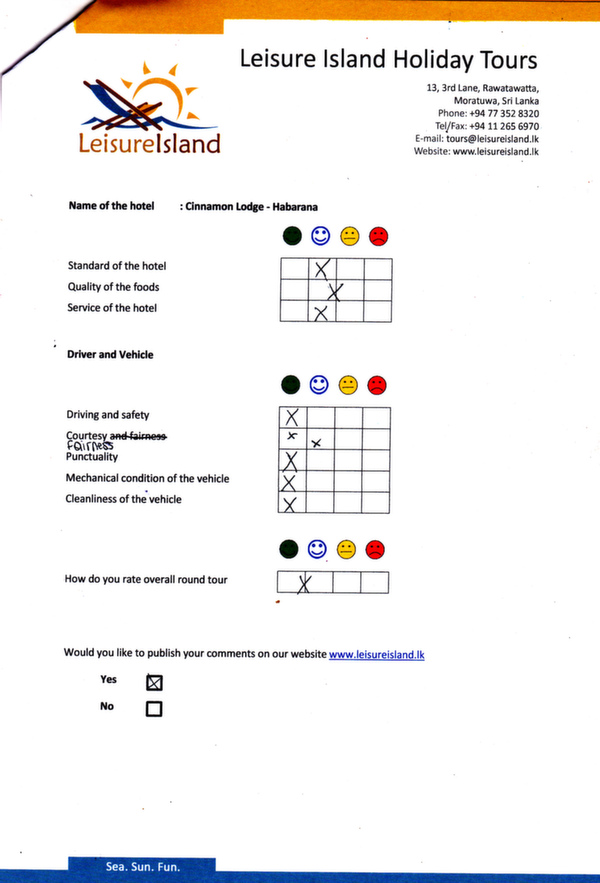 Leisure Island Holiday Tours
13, 3rd Lane, Rawatawatta,
Moratuwa, Sri Lanka
Phone: +94 77 352 8320
Tel/Fax: +94 11 265 6970
E-mail: tours@leisureisland.lk
Website: www.leisureisland.lk
LeisureIsland
Name of the hotel : Cinnamon Lodge - Habarana
Standard of the hotel
Quality of the foods
Service of the hotel
Driver and Vehicle
Driving and safety
Courtesy and fairness
Fairness
Punctuality
Mechanical condition of the vehicle
Cleanliness of the vehicle
How do you rate overall round tour
Would you like to publish your comments on our website www.leisureisland.lk
Yes
No
Sea. Sun. Fun.